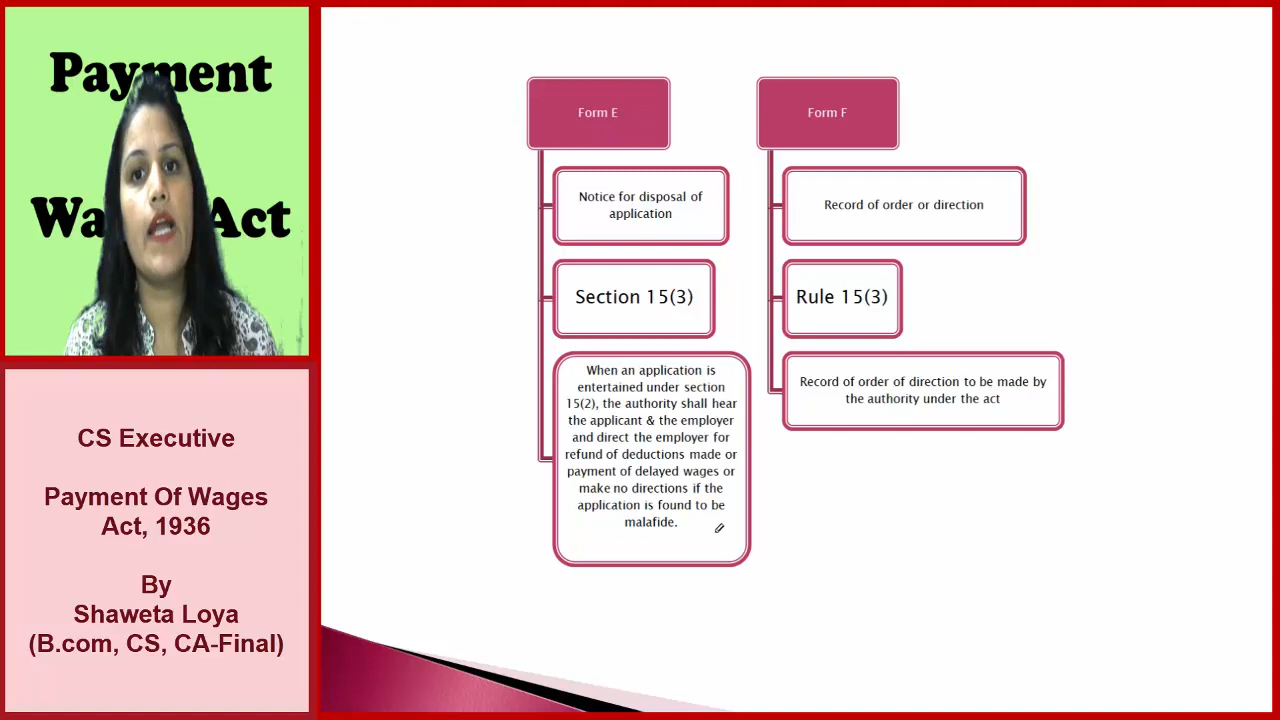 Payment
Wages Act
CS Executive
Payment Of Wages
Act, 1936
By
Shaweta Loya
(B.com, CS, CA-Final)
Form E
Notice for disposal of
application
Section 15(3)
When an application is
entertained under section
15(2), the authority shall hear
the applicant & the employer
and direct the employer for
refund of deductions made or
payment of delayed wages or
make no directions if the
application is found to be
malafide.
Form F
Record of order or direction
Rule 15(3)
Record of order of direction to be made by
the authority under the act